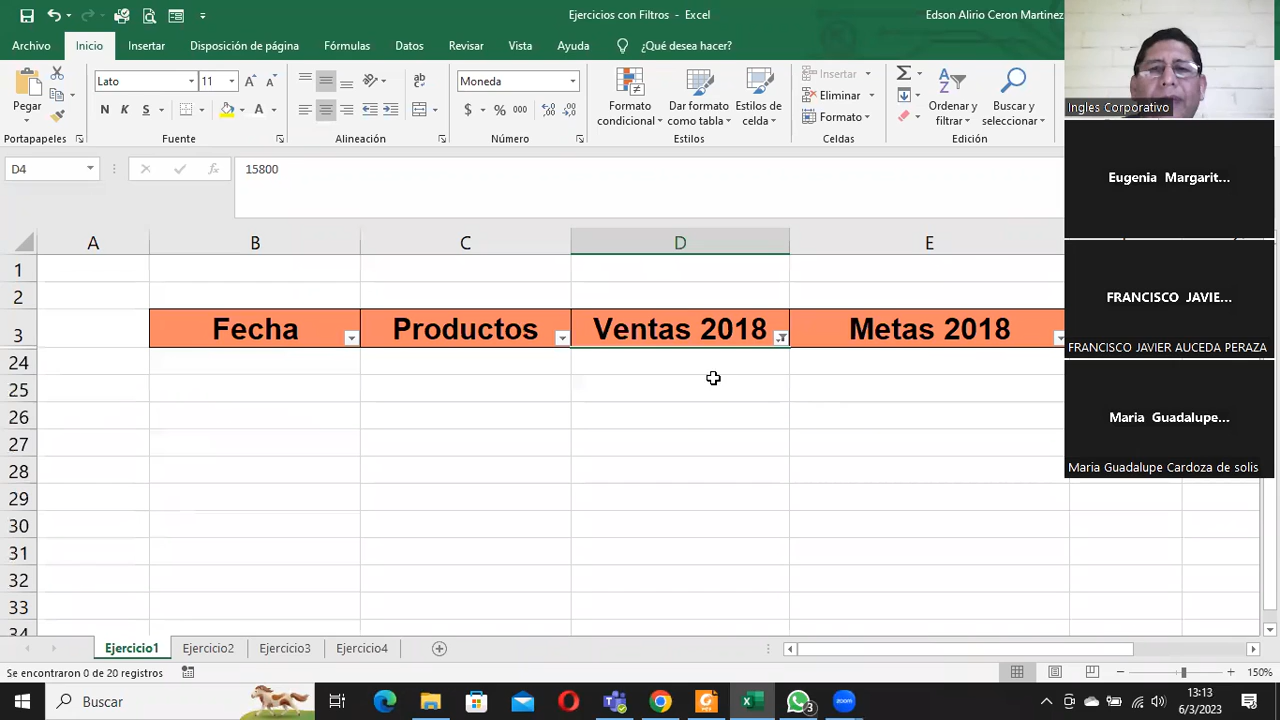 Ejercicios con Filtros - Excel
Edson Alirio Ceron Martinez
Archivo Inicio Insertar Disposición de página Fórmulas Datos Revisar Vista Ayuda ¿Qué desea hacer?
Pegar
Lato 11
N K S
ab
Moneda
$ % 000
Formato condicional
Dar formato como tabla
Estilos de celda
Insertar
Eliminar
Formato
Ordenar y filtrar
Buscar y seleccionar
Portapapeles Fuente Alineación Número Estilos Celdas Edición
D4
fx
15800
A B C D E
1
2
3 Fecha Productos Ventas 2018 Metas 2018
24
25
26
27
28
29
30
31
32
33
34
Ingles Corporativo
Eugenia Margarit...
FRANCISCO JAVIE...
FRANCISCO JAVIER AUCEDA PERAZA
Maria Guadalupe...
Maria Guadalupe Cardoza de solis
Ejercicio1 Ejercicio2 Ejercicio3 Ejercicio4
Se encontraron 0 de 20 registros
150%
Buscar
3
13:13
6/3/2023